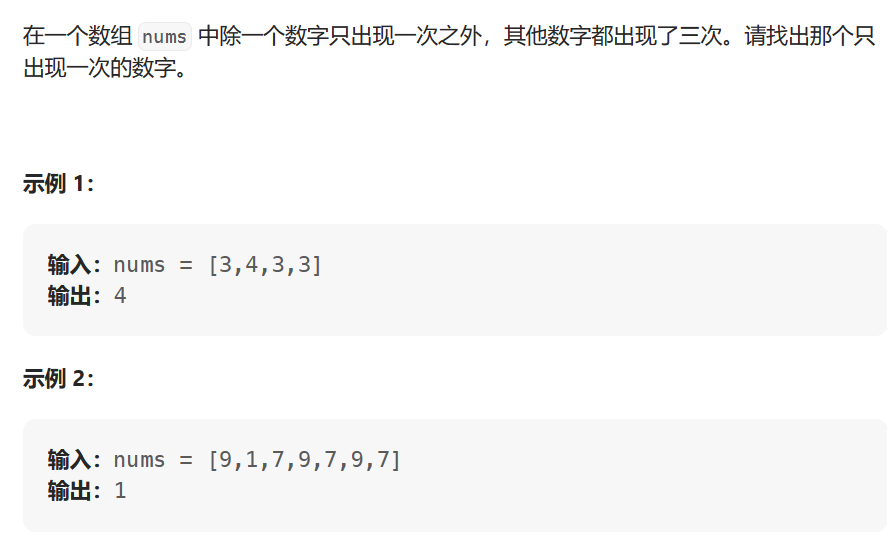 在一个数组 nums 中除一个数字只出现一次之外，其他数字都出现了三次。请找出那个只
出现一次的数字。
示例 1：
输入：nums = [3,4,3,3]
输出：4
示例 2：
输入：nums = [9,1,7,9,7,9,7]
输出：1